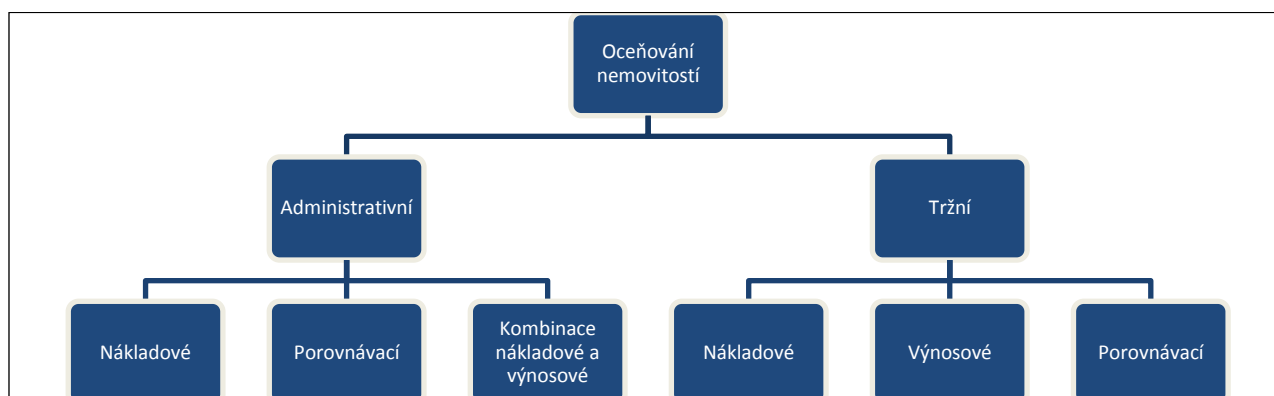 Oceňování
nemovitostí
Administrativní
Tržní
Nákladové
Porovnávací
Kombinace
nákladové a
výnosové
Nákladové
Výnosové
Porovnávací